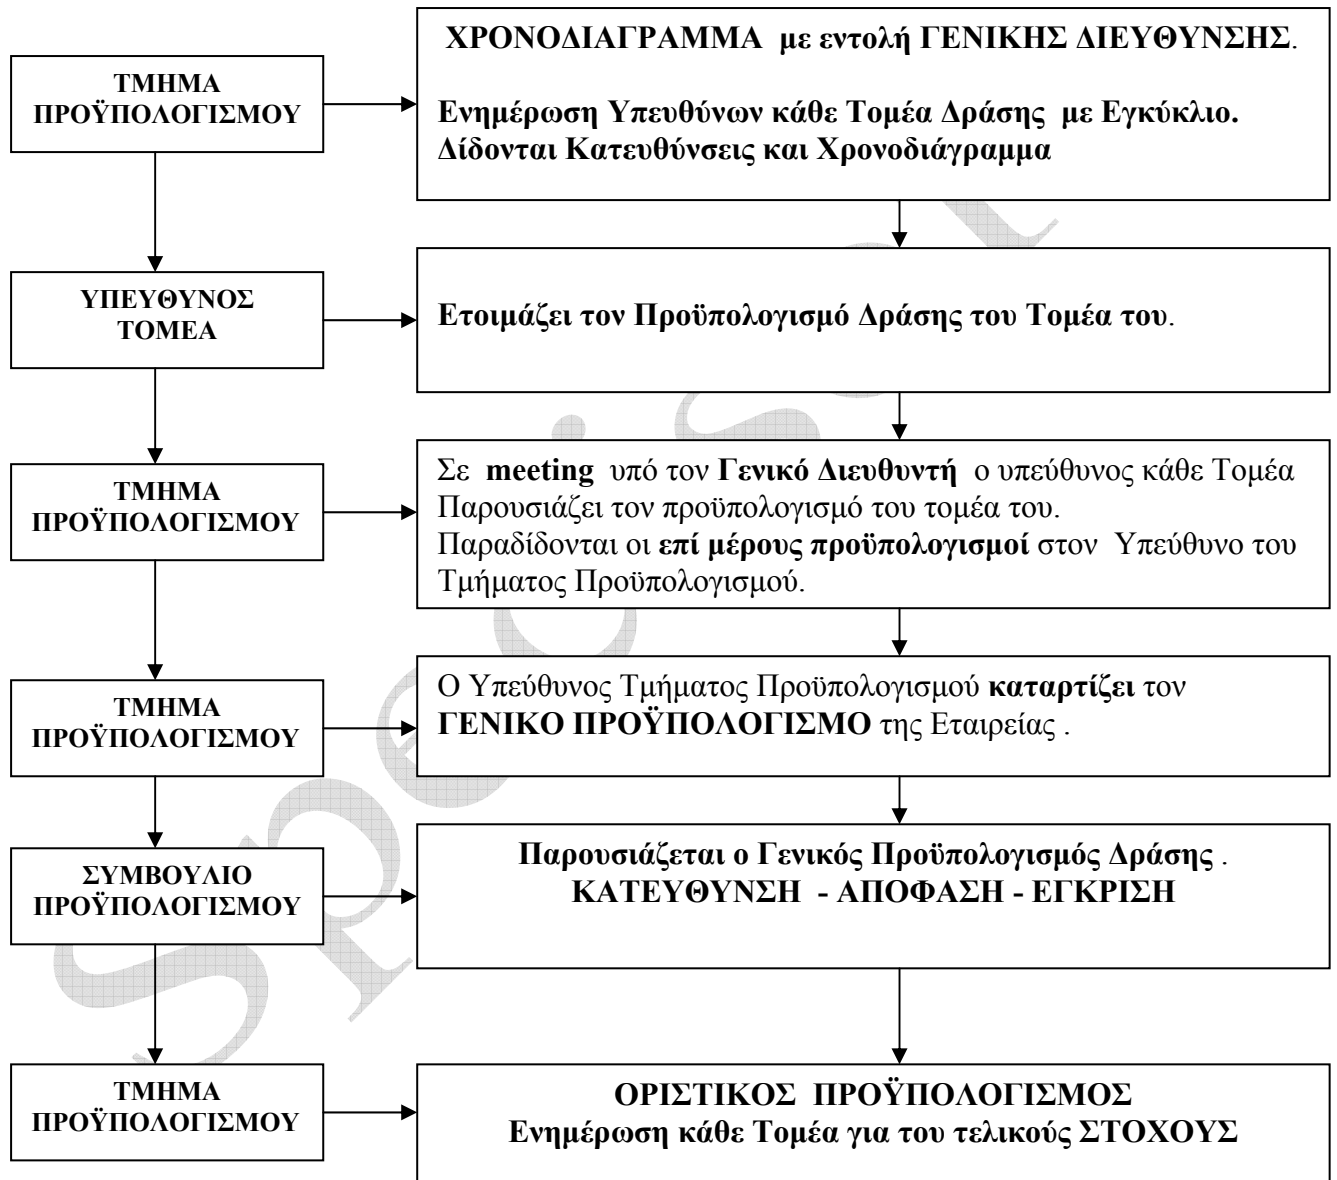 ΤΜΗΜΑ
ΠΡΟΫΠΟΛΟΓΙΣΜΟΥ
ΧΡΟΝΟΔΙΑΓΡΑΜΜΑ με εντολή ΓΕΝΙΚΗΣ ΔΙΕΥΘΥΝΣΗΣ.
Ενημέρωση Υπευθύνων κάθε Τομέα Δράσης με Εγκύκλιο.
Δίδονται Κατευθύνσεις και Χρονοδιάγραμμα
ΥΠΕΥΘΥΝΟΣ
ΤΟΜΕΑ
Ετοιμάζει τον Προϋπολογισμό Δράσης του Τομέα του.
ΤΜΗΜΑ
ΠΡΟΫΠΟΛΟΓΙΣΜΟΥ
Σε meeting υπό τον Γενικό Διευθυντή ο υπεύθυνος κάθε Τομέα
Παρουσιάζει τον προϋπολογισμό του τομέα του.
Παραδίδονται οι επί μέρους προϋπολογισμοί στον Υπεύθυνο του
Τμήματος Προϋπολογισμού.
ΤΜΗΜΑ
ΠΡΟΫΠΟΛΟΓΙΣΜΟΥ
Ο Υπεύθυνος Τμήματος Προϋπολογισμού καταρτίζει τον
ΓΕΝΙΚΟ ΠΡΟΫΠΟΛΟΓΙΣΜΟ της Εταιρείας .
ΣΥΜΒΟΥΛΙΟ
ΠΡΟΫΠΟΛΟΓΙΣΜΟΥ
Παρουσιάζεται ο Γενικός Προϋπολογισμός Δράσης .
ΚΑΤΕΥΘΥΝΣΗ - ΑΠΟΦΑΣΗ - ΕΓΚΡΙΣΗ
ΤΜΗΜΑ
ΠΡΟΫΠΟΛΟΓΙΣΜΟΥ
ΟΡΙΣΤΙΚΟΣ ΠΡΟΫΠΟΛΟΓΙΣΜΟΣ
Ενημέρωση κάθε Τομέα για του τελικούς ΣΤΟΧΟΥΣ